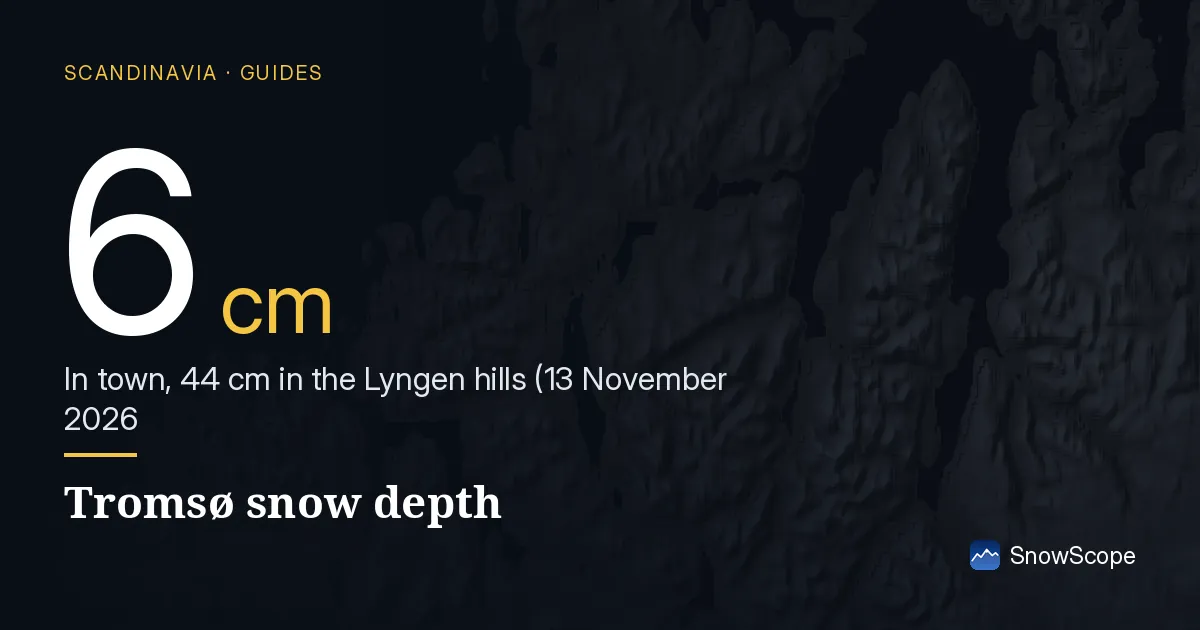 SCANDINAVIA · GUIDES
6 cm
In town, 44 cm in the Lyngen hills (13 November
2026
Tromsø snow depth
SnowScope